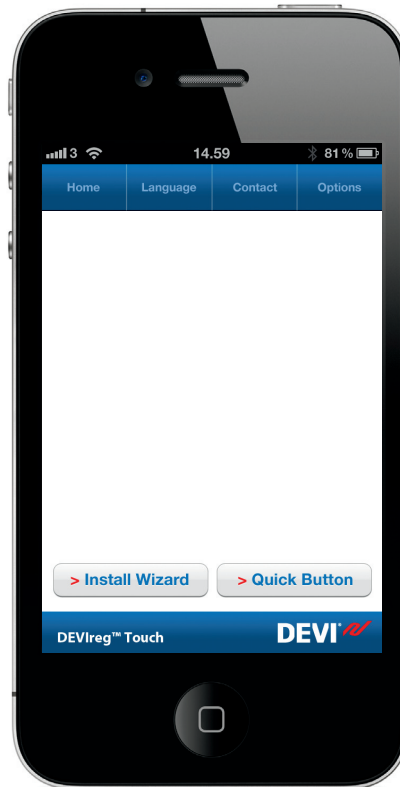 3 14.59 81 %
Home Language Contact Options
> Install Wizard > Quick Button
DEVIreg™ Touch DEVI®